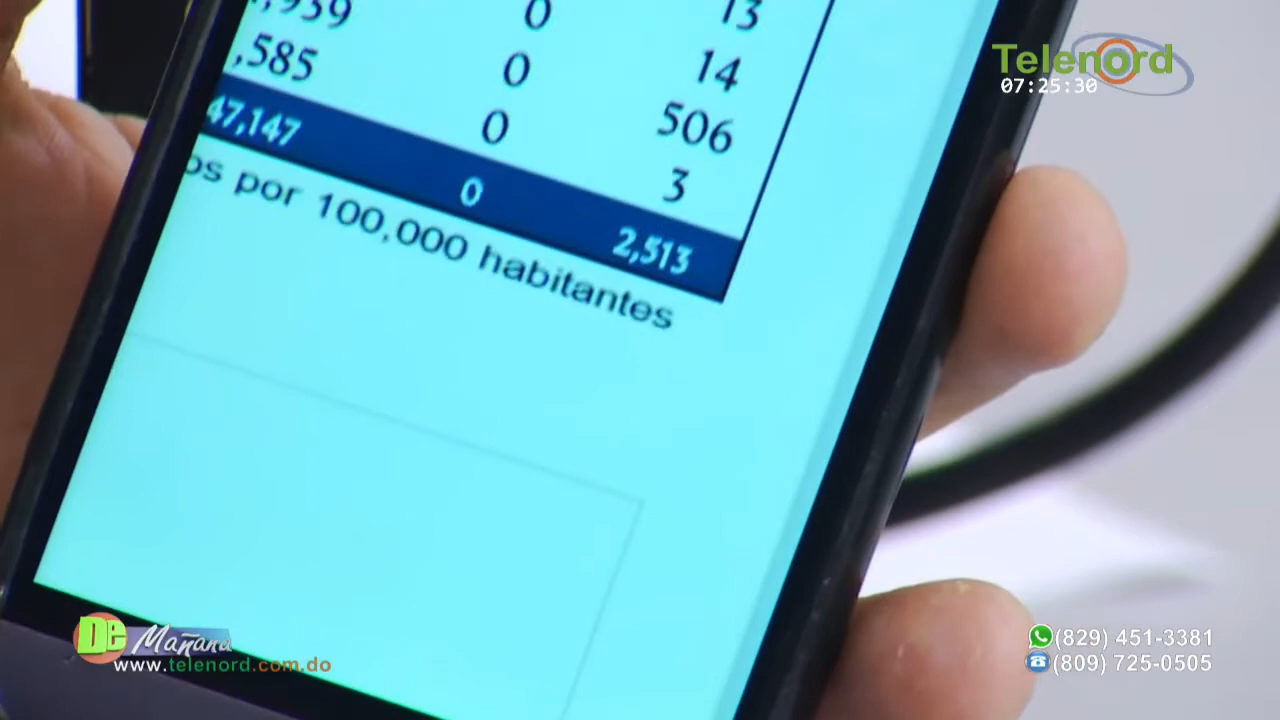 ,939 0 13
,585 0 14
47,147 0 506
0 3
2,513
os por 100,000 habitantes
Telenord
07:25:30
De Mañana
www.telenord.com.do
(829) 451-3381
(809) 725-0505